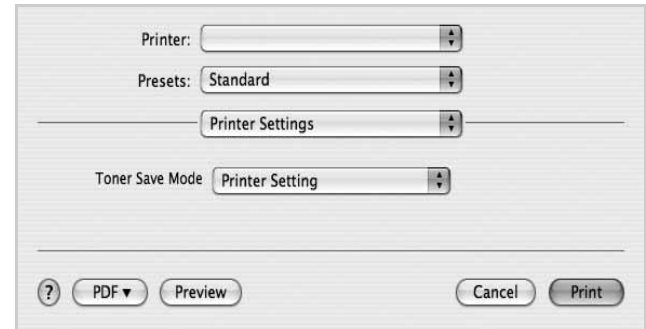 Printer:
Presets: Standard
Printer Settings
Toner Save Mode Printer Setting
? PDF ▼ Preview Cancel Print